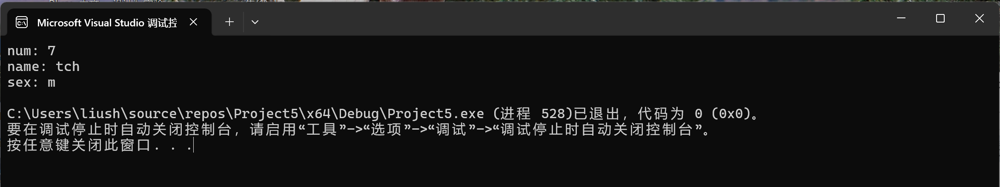 Microsoft Visual Studio 调试控
num: 7
name: tch
sex: m
C:\Users\liush\source\repos\Project5\x64\Debug\Project5.exe (进程 528)已退出，代码为 0 (0x0)。
要在调试停止时自动关闭控制台，请启用“工具”->“选项”->“调试”->“调试停止时自动关闭控制台”。
按任意键关闭此窗口. . .